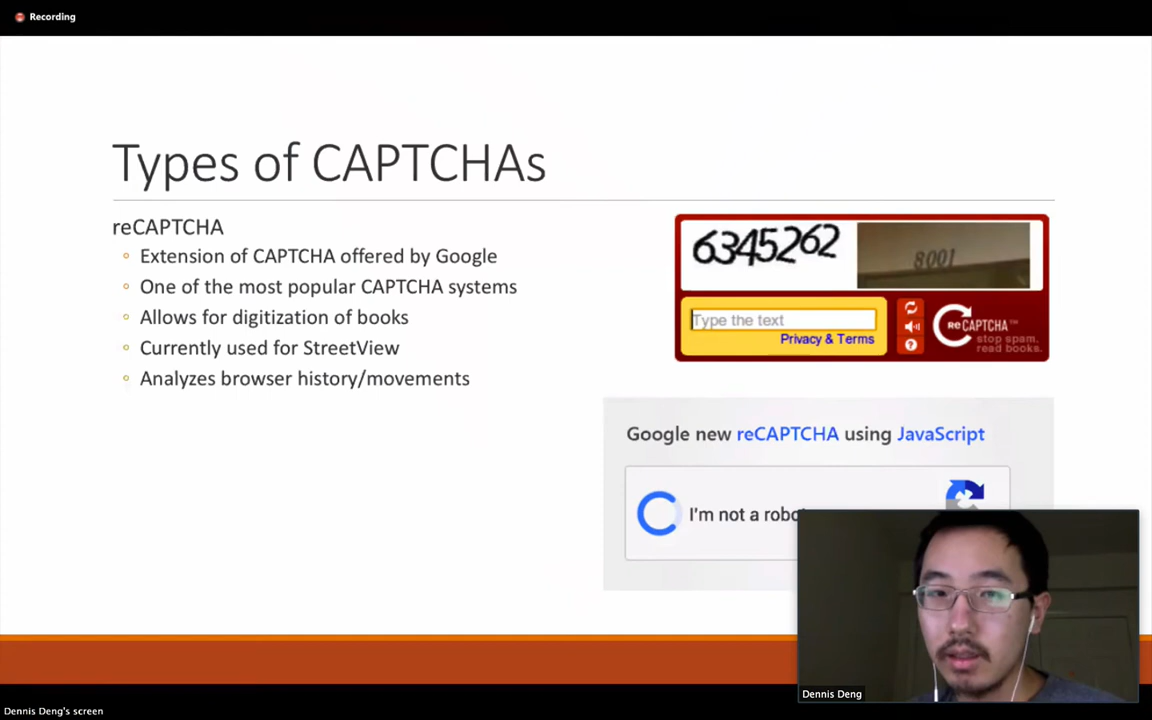 Recording
Types of CAPTCHAs
reCAPTCHA
Extension of CAPTCHA offered by Google
One of the most popular CAPTCHA systems
Allows for digitization of books
Currently used for StreetView
Analyzes browser history/movements
6345262
8001
Type the text
Privacy & Terms
?
reCAPTCHA™
stop spam.
read books.
Google new reCAPTCHA using JavaScript
I'm not a robo
Dennis Deng
Dennis Deng's screen